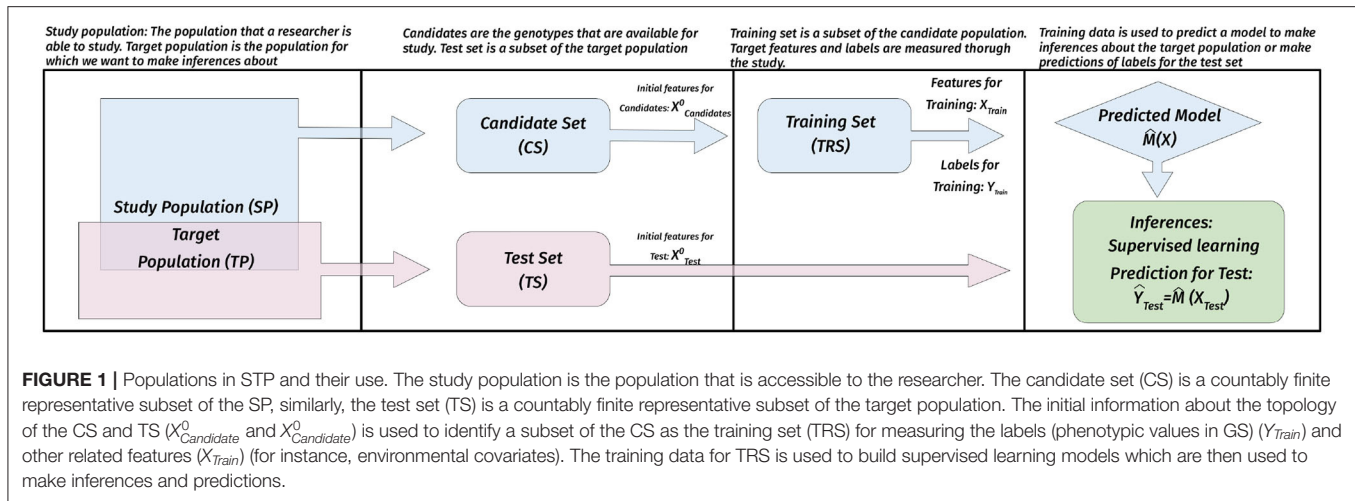 Study population: The population that a researcher is
able to study. Target population is the population for
which we want to make inferences about
Candidates are the genotypes that are available for
study. Test set is a subset of the target population
Training set is a subset of the candidate population.
Target features and labels are measured thorugh
the study.
Training data is used to predict a model to make
inferences about the target population or make
predictions of labels for the test set
Study Population (SP)
Target
Population (TP)
Candidate Set
(CS)
Initial features for
Candidates: X⁰Candidates
Test Set
(TS)
Initial features for
Test: X⁰Test
Training Set
(TRS)
Features for
Training: XTrain
Labels for
Training: YTrain
Predicted Model
M̂(X)
Inferences:
Supervised learning
Prediction for Test:
ŶTest=M̂ (XTest)
FIGURE 1 | Populations in STP and their use. The study population is the population that is accessible to the researcher. The candidate set (CS) is a countably finite
representative subset of the SP, similarly, the test set (TS) is a countably finite representative subset of the target population. The initial information about the topology
of the CS and TS (X⁰Candidate and X⁰Candidate) is used to identify a subset of the CS as the training set (TRS) for measuring the labels (phenotypic values in GS) (YTrain) and
other related features (XTrain) (for instance, environmental covariates). The training data for TRS is used to build supervised learning models which are then used to
make inferences and predictions.